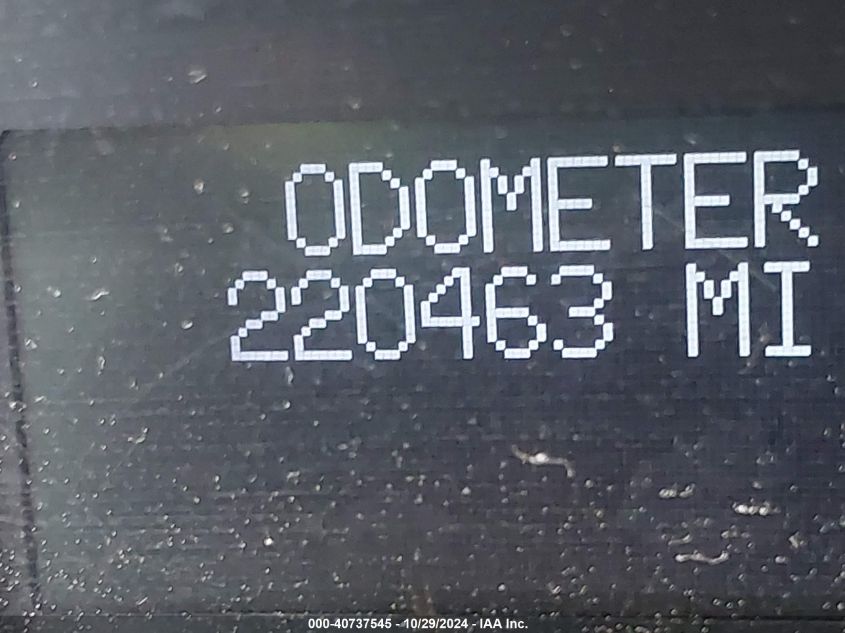 ODOMETER
220463 MI
000-40737545 - 10/29/2024 - IAA Inc.